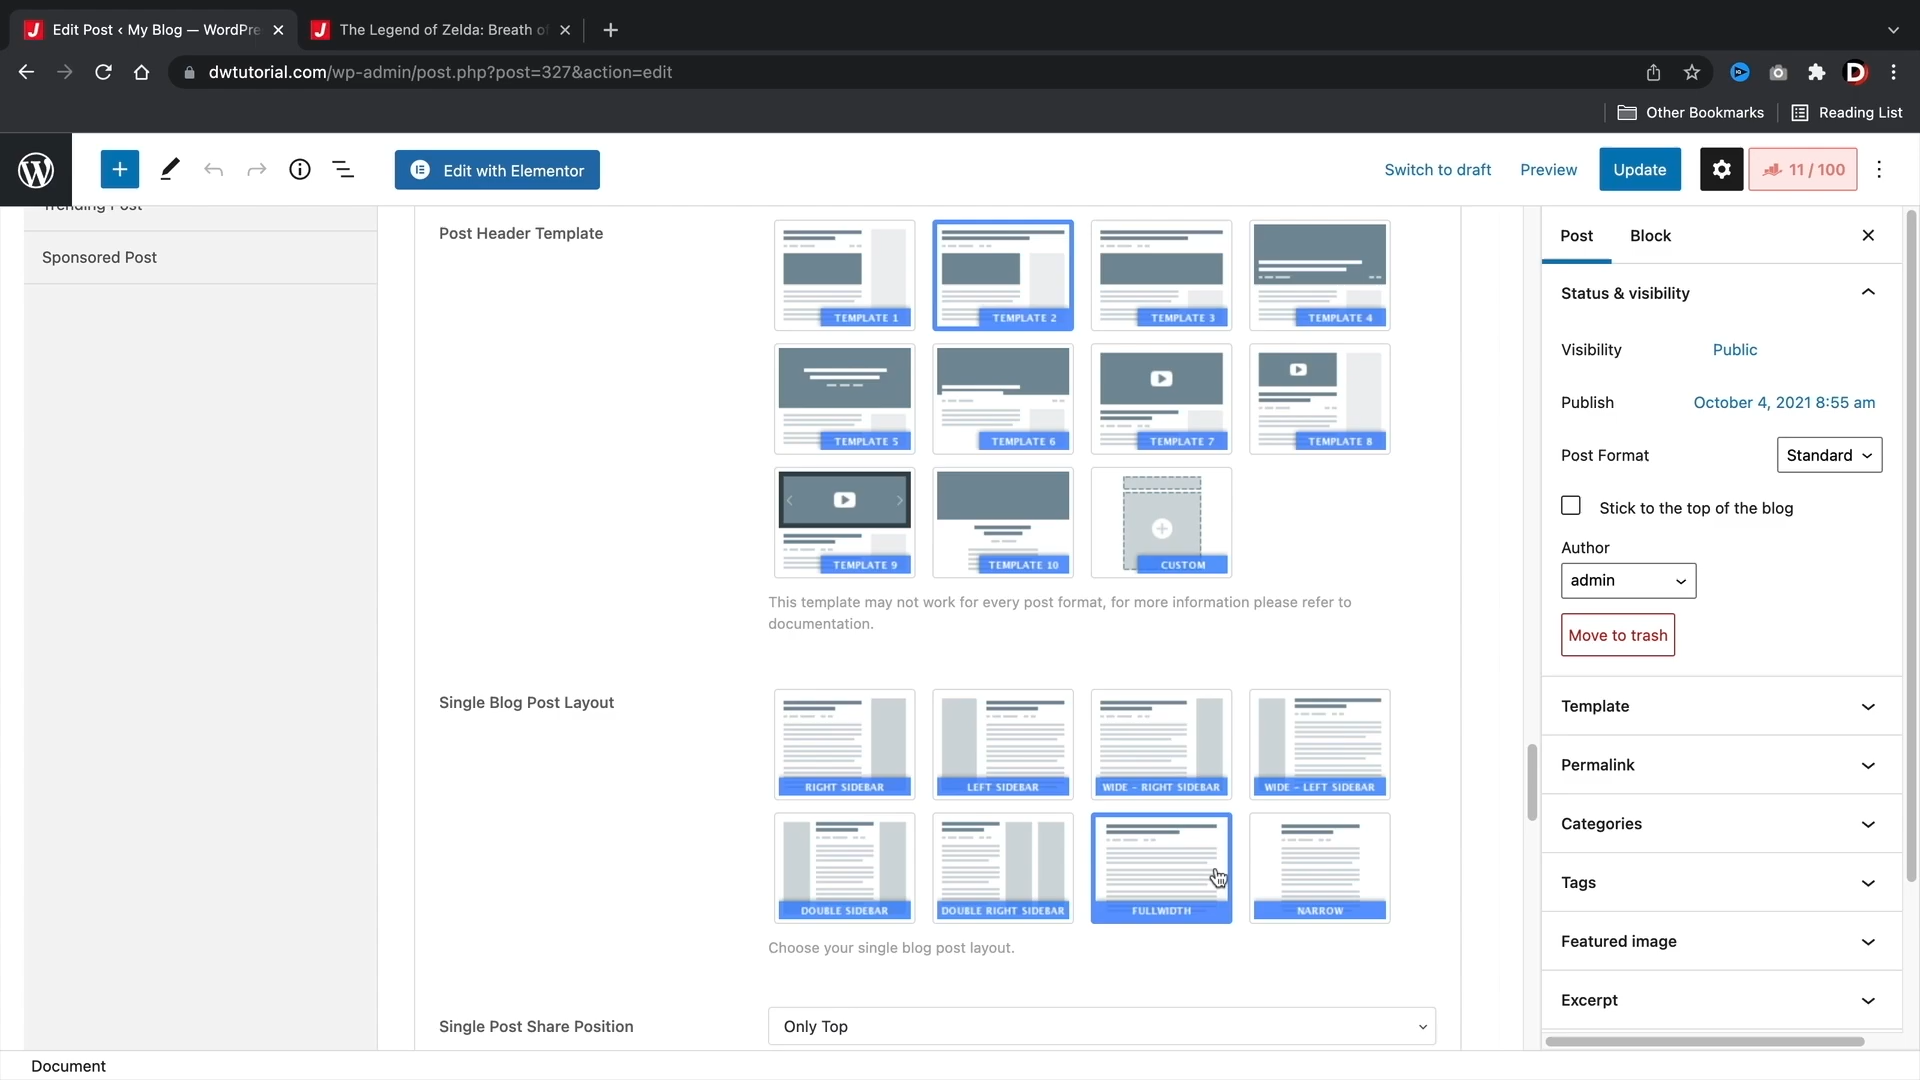 Edit Post ‹ My Blog — WordPre
The Legend of Zelda: Breath of
dwtutorial.com/wp-admin/post.php?post=327&action=edit
Other Bookmarks
Reading List
Edit with Elementor
Switch to draft
Preview
Update
11 / 100
Trending Post
Sponsored Post
Post Header Template
TEMPLATE 1
TEMPLATE 2
TEMPLATE 3
TEMPLATE 4
TEMPLATE 5
TEMPLATE 6
TEMPLATE 7
TEMPLATE 8
TEMPLATE 9
TEMPLATE 10
CUSTOM
This template may not work for every post format, for more information please refer to
documentation.
Single Blog Post Layout
RIGHT SIDEBAR
LEFT SIDEBAR
WIDE - RIGHT SIDEBAR
WIDE - LEFT SIDEBAR
DOUBLE SIDEBAR
DOUBLE RIGHT SIDEBAR
FULLWIDTH
NARROW
Choose your single blog post layout.
Single Post Share Position
Only Top
Post
Block
Status & visibility
Visibility
Public
Publish
October 4, 2021 8:55 am
Post Format
Standard
Stick to the top of the blog
Author
admin
Move to trash
Template
Permalink
Categories
Tags
Featured image
Excerpt
Document